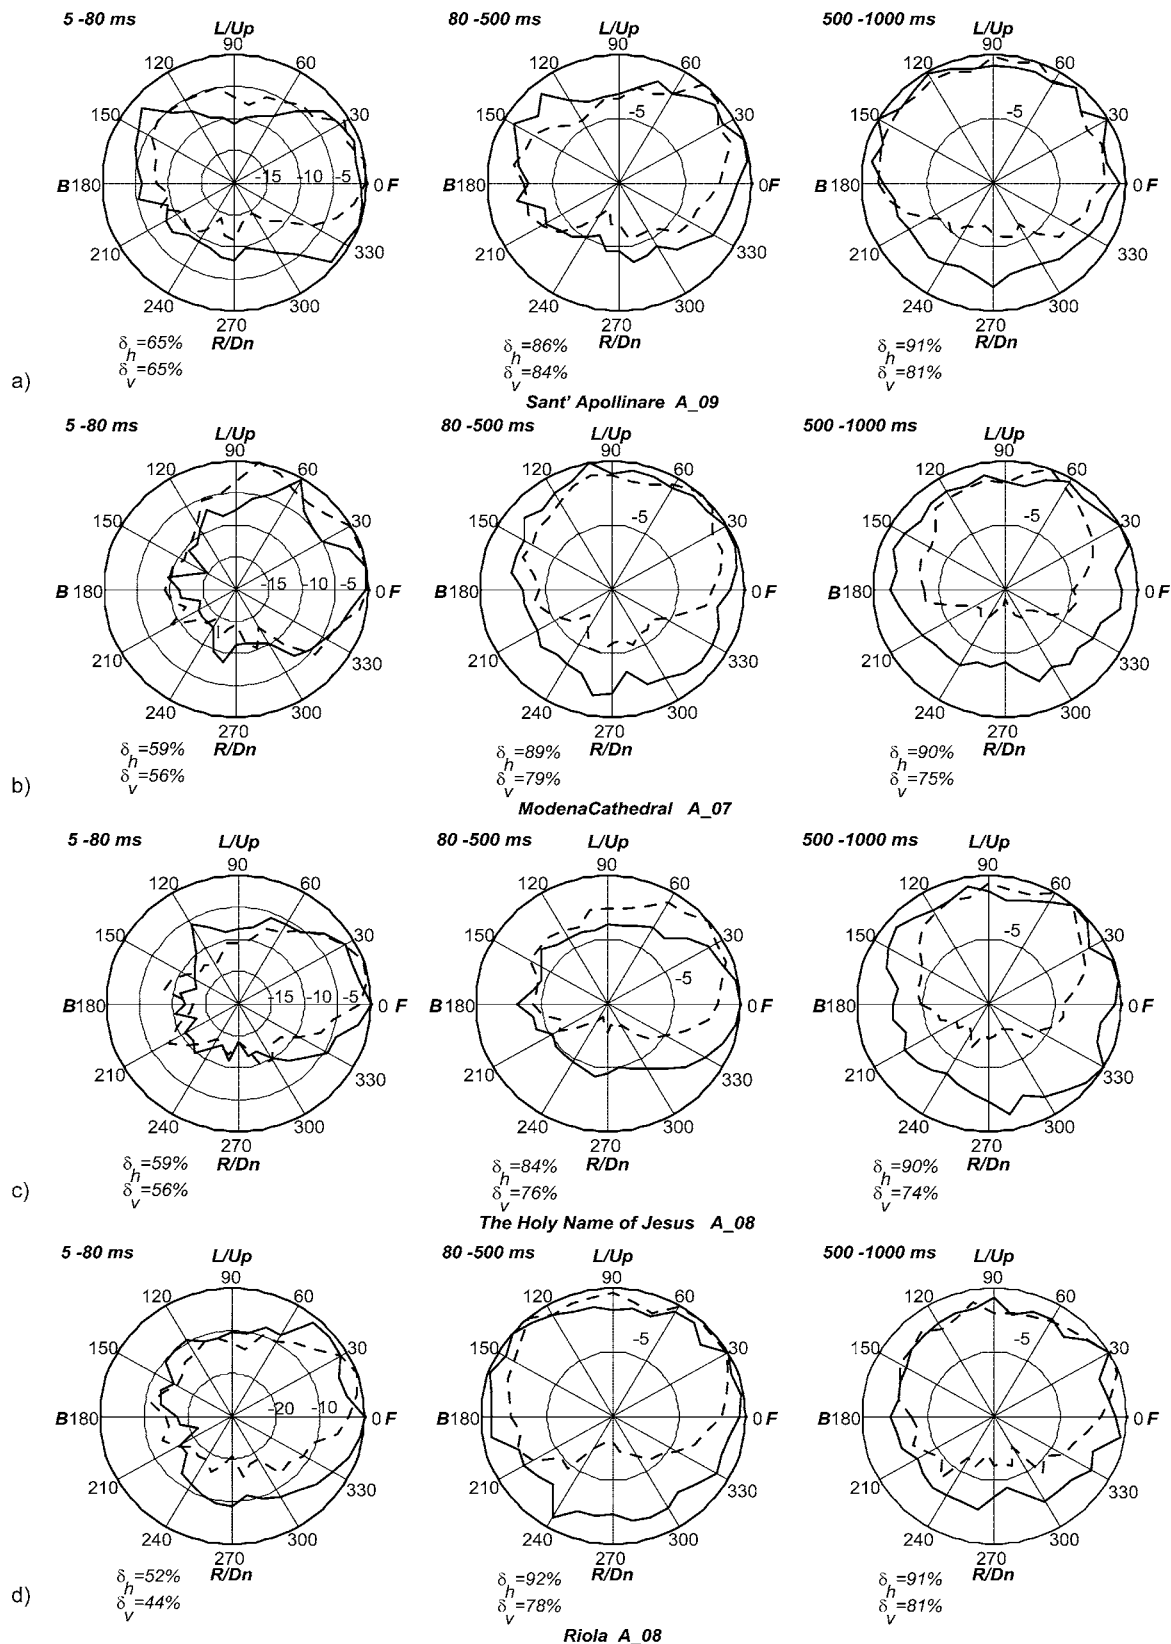 5 -80 ms 80 -500 ms 500 -1000 ms
L/Up L/Up L/Up
90 90 90
120 60 120 60 120 60
150 30 150 30 150 30
-5 -5
-15 -10 -5
B 180 0 F B 180 0 F B 180 0 F
210 330 210 330 210 330
240 300 240 300 240 300
270 270 270
R/Dn R/Dn R/Dn
δh=65% δh=86% δh=91%
δv=65% δv=84% δv=81%
a)
Sant' Apollinare A_09
5 -80 ms 80 -500 ms 500 -1000 ms
L/Up L/Up L/Up
90 90 90
120 60 120 60 120 60
150 30 150 30 150 30
-5 -5
-15 -10 -5
B 180 0 F B 180 0 F B 180 0 F
210 330 210 330 210 330
240 300 240 300 240 300
270 270 270
R/Dn R/Dn R/Dn
δh=59% δh=89% δh=90%
δv=56% δv=79% δv=75%
b)
ModenaCathedral A_07
5 -80 ms 80 -500 ms 500 -1000 ms
L/Up L/Up L/Up
90 90 90
120 60 120 60 120 60
150 30 150 30 150 30
-5 -5
-15 -10 -5
B 180 0 F B 180 0 F B 180 0 F
210 330 210 330 210 330
240 300 240 300 240 300
270 270 270
R/Dn R/Dn R/Dn
δh=59% δh=84% δh=90%
δv=56% δv=76% δv=74%
c)
The Holy Name of Jesus A_08
5 -80 ms 80 -500 ms 500 -1000 ms
L/Up L/Up L/Up
90 90 90
120 60 120 60 120 60
150 30 150 30 150 30
-5 -5
-20 -10
B 180 0 F B 180 0 F B 180 0 F
210 330 210 330 210 330
240 300 240 300 240 300
270 270 270
R/Dn R/Dn R/Dn
δh=52% δh=92% δh=91%
δv=44% δv=78% δv=81%
d)
Riola A_08